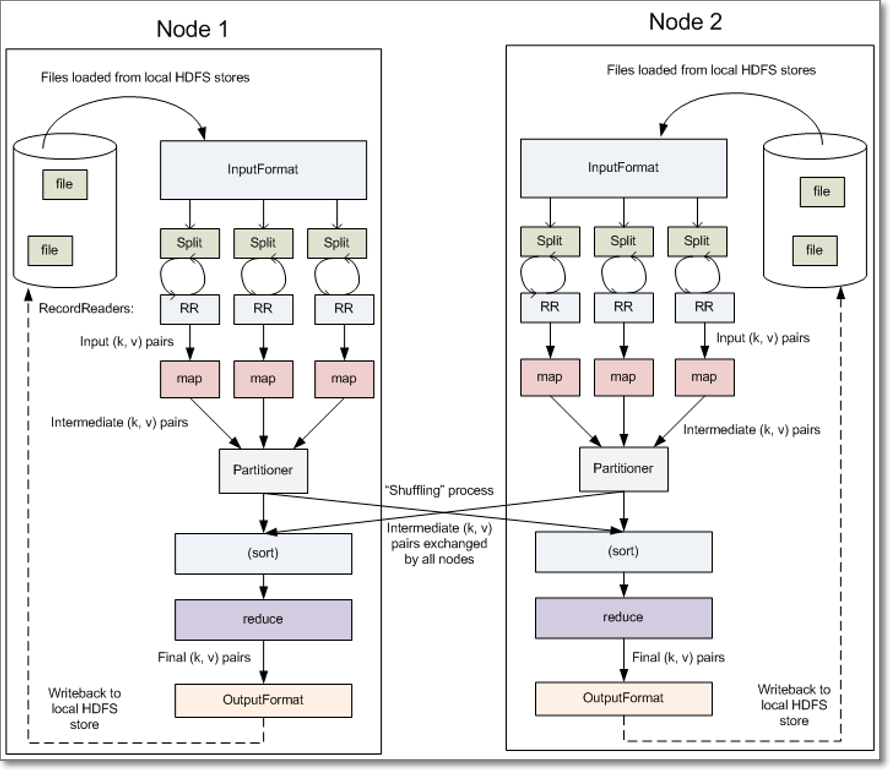 Node 1
Files loaded from local HDFS stores
file
file
InputFormat
Split
Split
Split
RecordReaders:
RR
RR
RR
Input (k, v) pairs
map
map
map
Intermediate (k, v) pairs
Partitioner
(sort)
reduce
Final (k, v) pairs
OutputFormat
Writeback to
local HDFS
store
"Shuffling" process
Intermediate (k, v)
pairs exchanged
by all nodes
Node 2
Files loaded from local HDFS stores
InputFormat
file
file
Split
Split
Split
RR
RR
RR
Input (k, v) pairs
map
map
map
Intermediate (k, v) pairs
Partitioner
(sort)
reduce
Final (k, v) pairs
OutputFormat
Writeback to
local HDFS
store